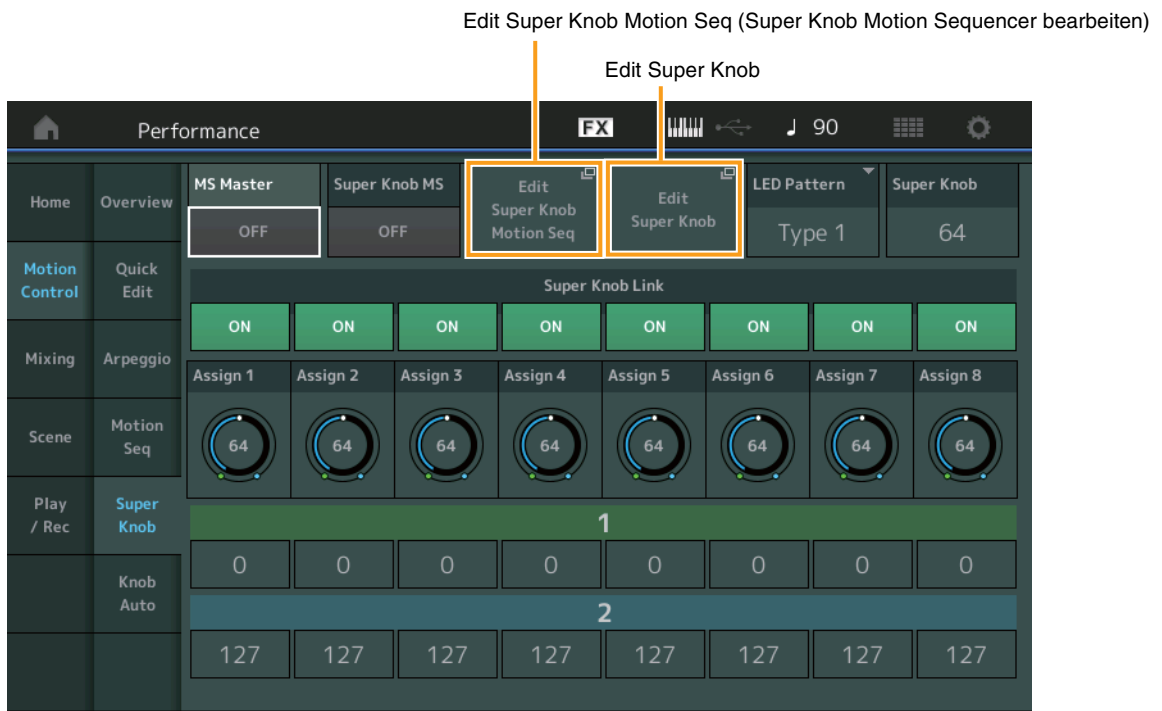 Edit Super Knob Motion Seq (Super Knob Motion Sequencer bearbeiten)
Edit Super Knob
Performance
FX
90
Home
Motion
Control
Mixing
Scene
Play
/ Rec
Overview
Quick
Edit
Arpeggio
Motion
Seq
Super
Knob
Knob
Auto
MS Master
OFF
Super Knob MS
OFF
Edit
Super Knob
Motion Seq
Edit
Super Knob
LED Pattern
Type 1
Super Knob
64
Super Knob Link
ON ON ON ON ON ON ON ON
Assign 1 Assign 2 Assign 3 Assign 4 Assign 5 Assign 6 Assign 7 Assign 8
64 64 64 64 64 64 64 64
1
0 0 0 0 0 0 0 0
2
127 127 127 127 127 127 127 127